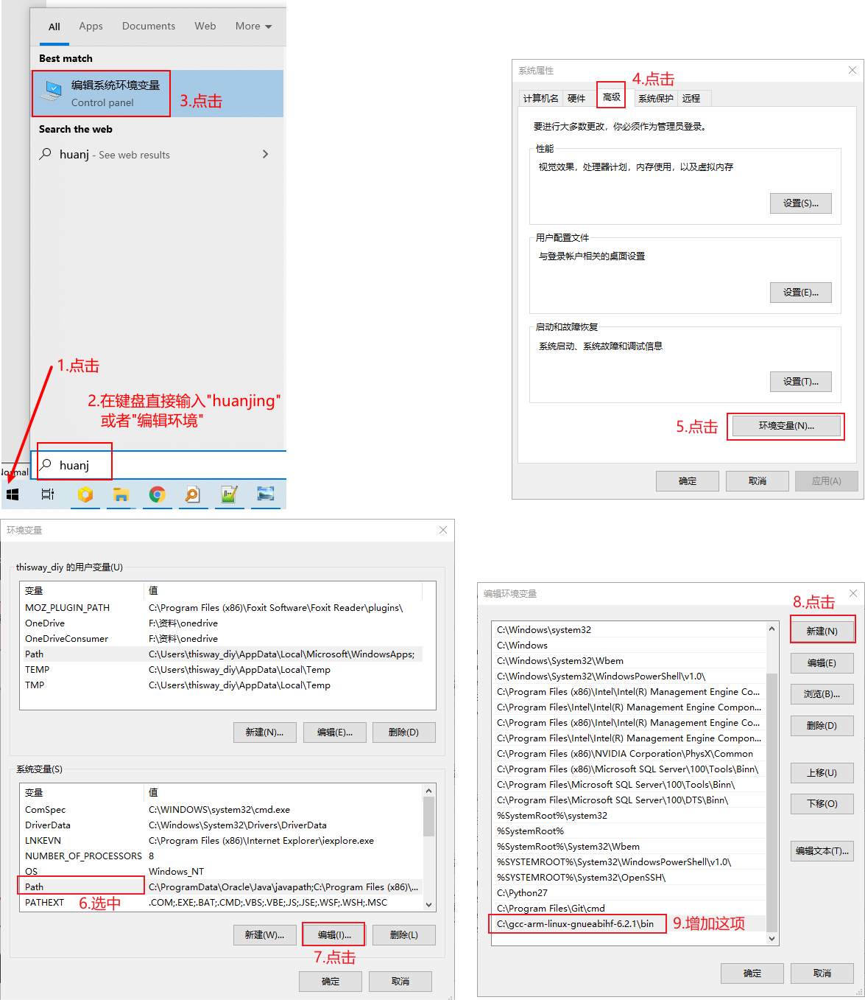 All Apps Documents Web More
Best match
编辑系统环境变量
Control panel
3.点击
Search the web
huanj - See web results
1.点击
2.在键盘直接输入"huanjing"
或者"编辑环境"
huanj
系统属性
4.点击
计算机名 硬件 高级 系统保护 远程
要进行大多数更改，你必须作为管理员登录。
性能
视觉效果，处理器计划，内存使用，以及虚拟内存
设置(S)...
用户配置文件
与登录帐户相关的桌面设置
设置(E)...
启动和故障恢复
系统启动、系统故障和调试信息
设置(T)...
5.点击
环境变量(N)...
确定 取消 应用(A)
环境变量
thisway_diy 的用户变量(U)
变量 值
MOZ_PLUGIN_PATH C:\Program Files (x86)\Foxit Software\Foxit Reader\plugins\
OneDrive F:\资料\onedrive
OneDriveConsumer F:\资料\onedrive
Path C:\Users\thisway_diy\AppData\Local\Microsoft\WindowsApps;
TEMP C:\Users\thisway_diy\AppData\Local\Temp
TMP C:\Users\thisway_diy\AppData\Local\Temp
新建(N)... 编辑(E)... 删除(D)
系统变量(S)
变量 值
ComSpec C:\WINDOWS\system32\cmd.exe
DriverData C:\Windows\System32\Drivers\DriverData
LNKEVN C:\Program Files (x86)\Internet Explorer\iexplore.exe
NUMBER_OF_PROCESSORS 8
OS Windows_NT
Path C:\ProgramData\Oracle\Java\javapath;C:\Program Files (x86)\...
PATHEXT .COM;.EXE;.BAT;.CMD;.VBS;.VBE;.JS;.JSE;.WSF;.WSH;.MSC
6.选中
新建(W)... 编辑(I)... 删除(L)
7.点击
确定 取消
编辑环境变量
8.点击
C:\Windows\system32
C:\Windows
C:\Windows\System32\Wbem
C:\Windows\System32\WindowsPowerShell\v1.0\
C:\Program Files (x86)\Intel\Intel(R) Management Engine Co...
C:\Program Files\Intel\Intel(R) Management Engine Compon...
C:\Program Files (x86)\Intel\Intel(R) Management Engine Co...
C:\Program Files\Intel\Intel(R) Management Engine Compon...
C:\Program Files (x86)\NVIDIA Corporation\PhysX\Common
C:\Program Files (x86)\Microsoft SQL Server\100\Tools\Binn\
C:\Program Files\Microsoft SQL Server\100\Tools\Binn\
C:\Program Files\Microsoft SQL Server\100\DTS\Binn\
%SystemRoot%\system32
%SystemRoot%
%SystemRoot%\System32\Wbem
%SYSTEMROOT%\System32\WindowsPowerShell\v1.0\
%SYSTEMROOT%\System32\OpenSSH\
C:\Python27
C:\Program Files\Git\cmd
C:\gcc-arm-linux-gnueabihf-6.2.1\bin
9.增加这项
新建(N)
编辑(E)
浏览(B)...
删除(D)
上移(U)
下移(O)
编辑文本(T)...
确定 取消